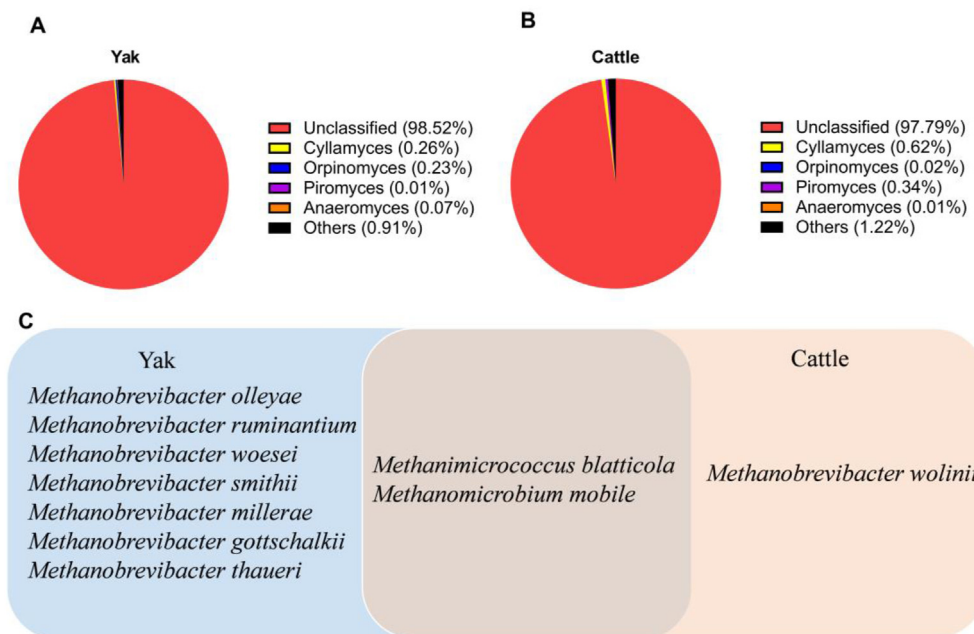 A
Yak
Unclassified (98.52%)
Cyllamyces (0.26%)
Orpinomyces (0.23%)
Piromyces (0.01%)
Anaeromyces (0.07%)
Others (0.91%)
B
Cattle
Unclassified (97.79%)
Cyllamyces (0.62%)
Orpinomyces (0.02%)
Piromyces (0.34%)
Anaeromyces (0.01%)
Others (1.22%)
C
Yak
Methanobrevibacter olleyae
Methanobrevibacter ruminantium
Methanobrevibacter woesei
Methanobrevibacter smithii
Methanobrevibacter millerae
Methanobrevibacter gottschalkii
Methanobrevibacter thaueri
Methanimicrococcus blatticola
Methanomicrobium mobile
Cattle
Methanobrevibacter wolinii